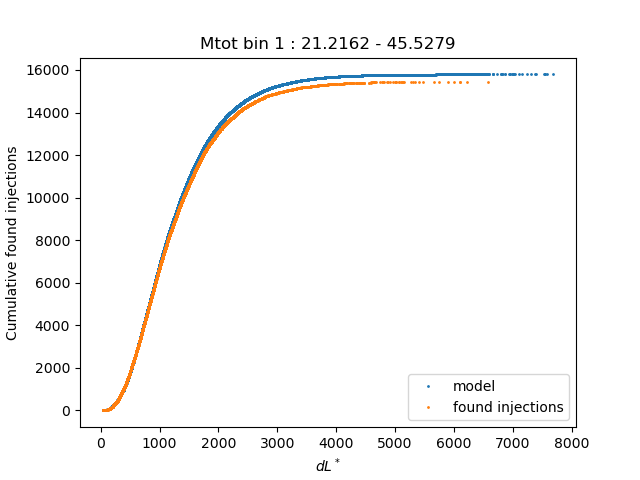 Mtot bin 1 : 21.2162 - 45.5279
Cumulative found injections
16000
14000
12000
10000
8000
6000
4000
2000
0
0 1000 2000 3000 4000 5000 6000 7000 8000
dL*
model
found injections